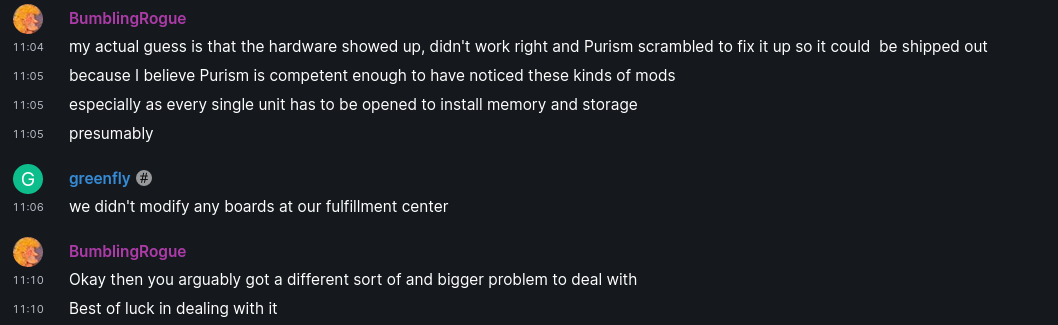 BumblingRogue
11:04 my actual guess is that the hardware showed up, didn't work right and Purism scrambled to fix it up so it could  be shipped out
11:05 because I believe Purism is competent enough to have noticed these kinds of mods
11:05 especially as every single unit has to be opened to install memory and storage
11:05 presumably
G greenfly #
11:06 we didn't modify any boards at our fulfillment center
BumblingRogue
11:10 Okay then you arguably got a different sort of and bigger problem to deal with
11:10 Best of luck in dealing with it